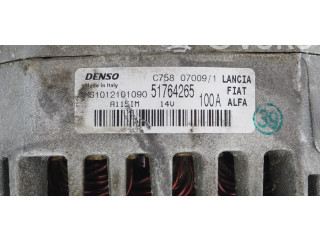 DENSO C758 07009/1 LANCIA
Made in Italy FIAT
MS1012101090 51764265 100A ALFA
A115IM 14V
39